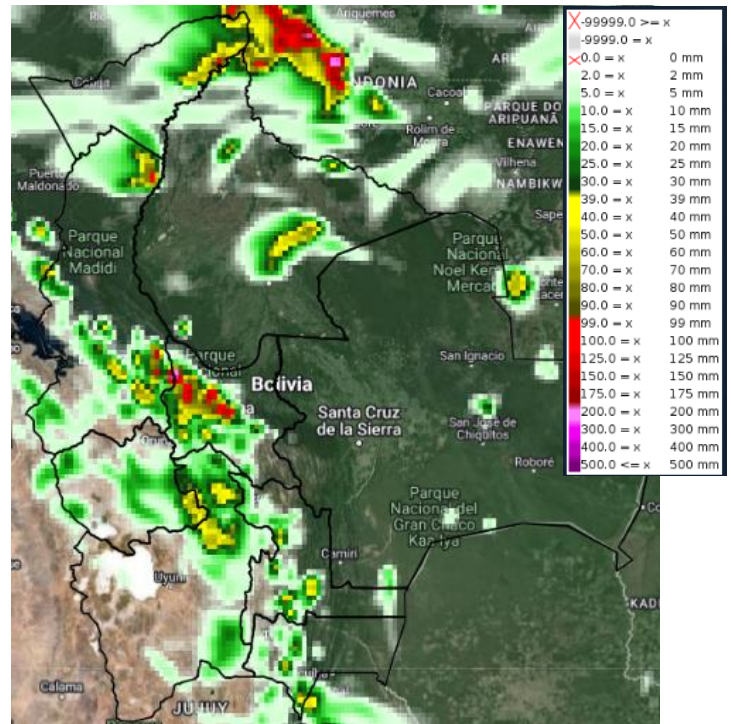 Ariquemes
-99999.0 >= x
-9999.0 = x
0.0 = x 0 mm
2.0 = x 2 mm
5.0 = x 5 mm
10.0 = x 10 mm
15.0 = x 15 mm
20.0 = x 20 mm
25.0 = x 25 mm
30.0 = x 30 mm
39.0 = x 39 mm
40.0 = x 40 mm
50.0 = x 50 mm
60.0 = x 60 mm
70.0 = x 70 mm
80.0 = x 80 mm
90.0 = x 90 mm
99.0 = x 99 mm
100.0 = x 100 mm
125.0 = x 125 mm
150.0 = x 150 mm
175.0 = x 175 mm
200.0 = x 200 mm
300.0 = x 300 mm
400.0 = x 400 mm
500.0 <= x 500 mm
Cobija
NDONIA
Cacoa
PARQUE DO
ARIPUANÃ
Rolim de
Moura
ENAWEN
Vilhena
NAMBIKW
Puerto
Maldonado
Sape
Parque
Nacional
Madidi
Parque
Nacional
Noel Kem
Merca
Parque
San Ignacio
Bolivia
Santa Cruz
de la Sierra
San José de
Chiquitos
Roboré
Parque
Nacional del
Gran Chaco
Kaa-Iya
Camiri
Uyuni
KAD
Calama
JUJUY